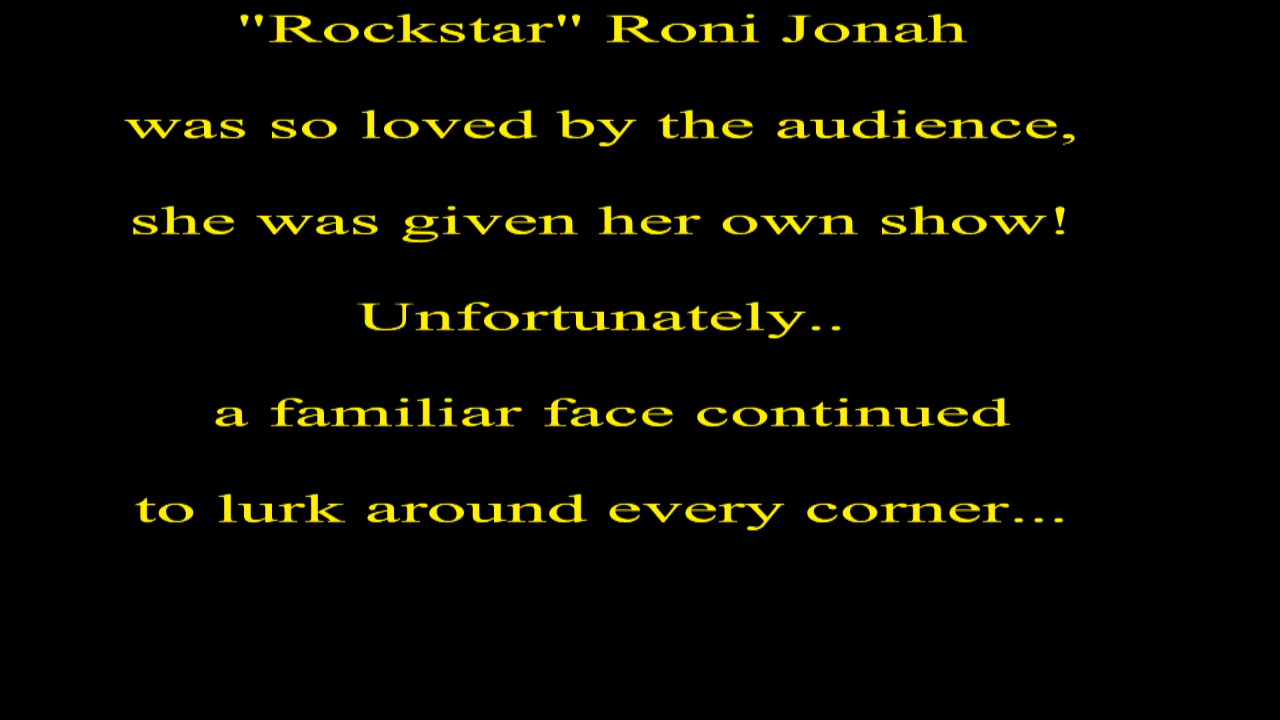 "Rockstar" Roni Jonah
was so loved by the audience,
she was given her own show!
Unfortunately..
a familiar face continued
to lurk around every corner...